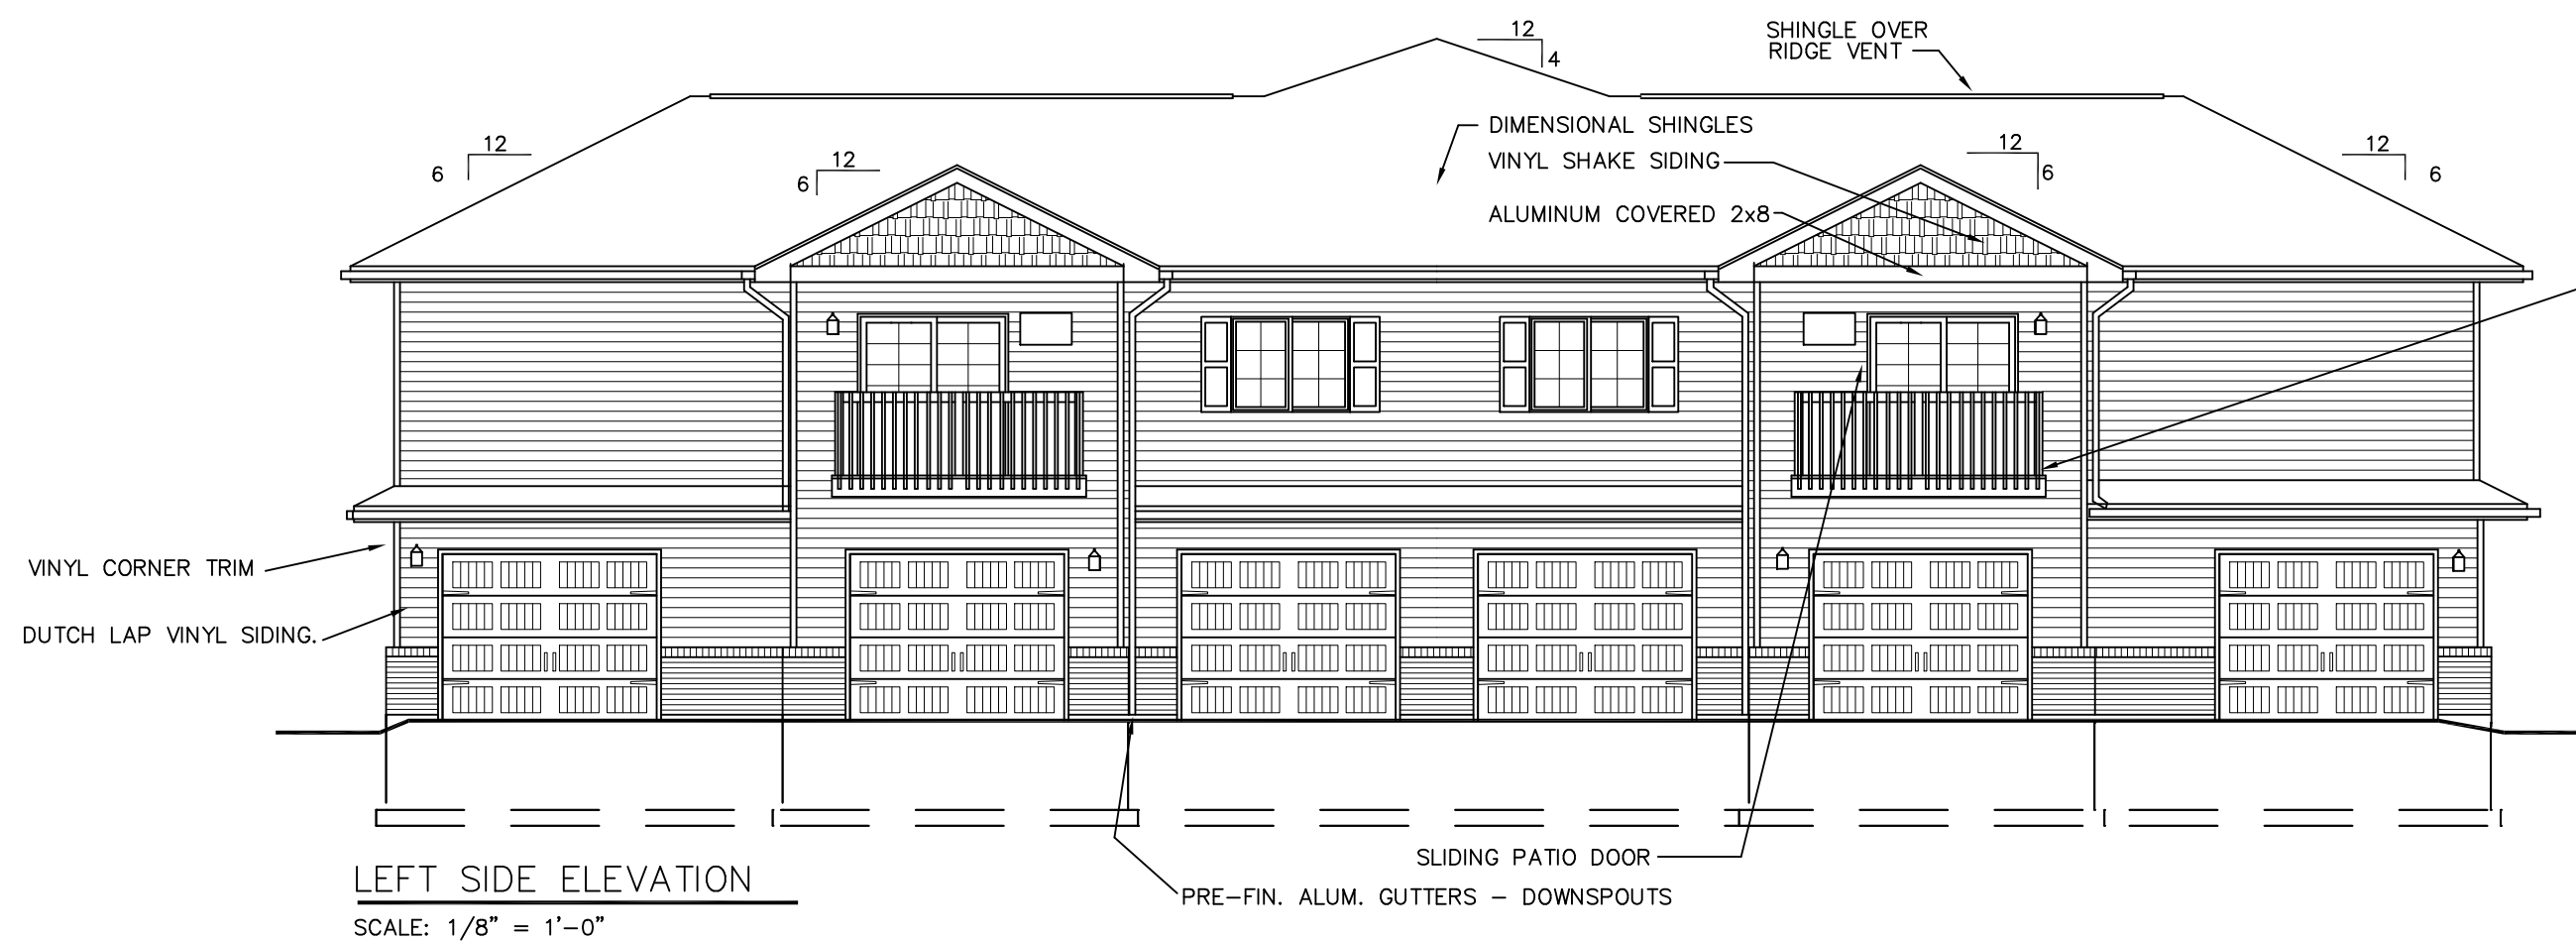 12
4
SHINGLE OVER
RIDGE VENT
DIMENSIONAL SHINGLES
VINYL SHAKE SIDING
ALUMINUM COVERED 2x8
12
6
12
6
12
6
12
6
VINYL CORNER TRIM
DUTCH LAP VINYL SIDING.
SLIDING PATIO DOOR
PRE-FIN. ALUM. GUTTERS - DOWNSPOUTS
LEFT SIDE ELEVATION
SCALE: 1/8" = 1'-0"